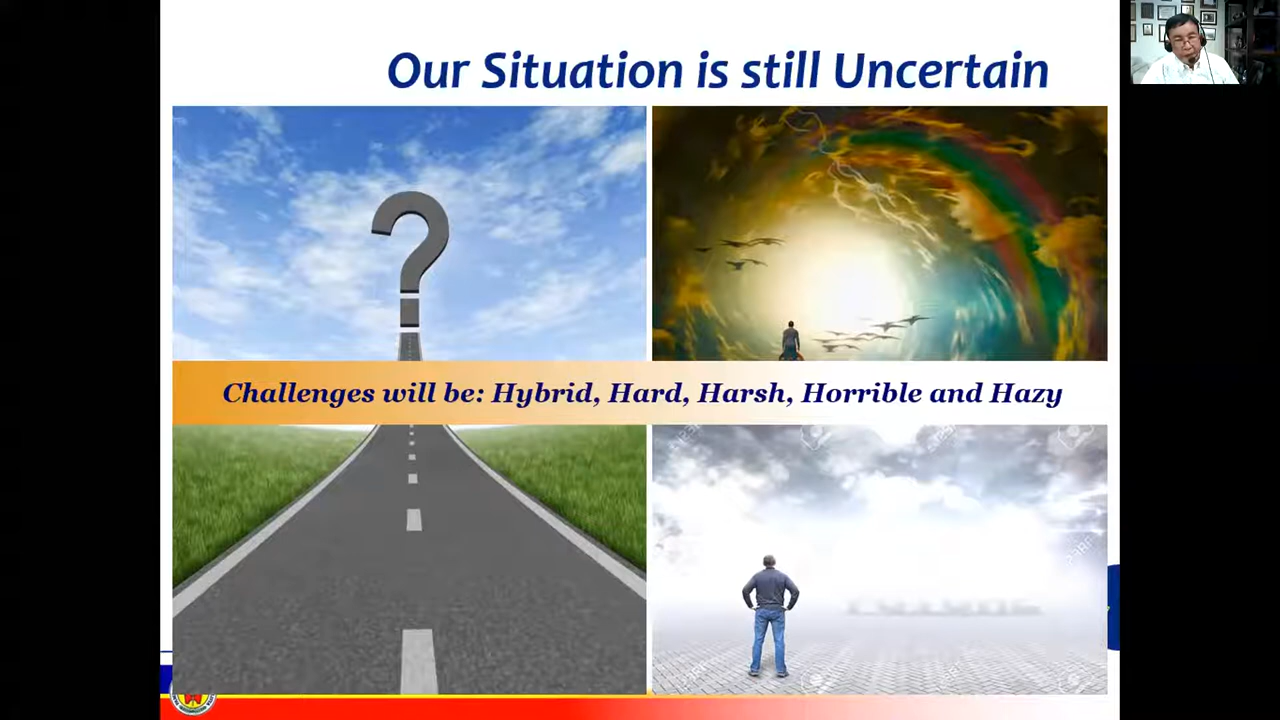 Our Situation is still Uncertain
?
Challenges will be: Hybrid, Hard, Harsh, Horrible and Hazy